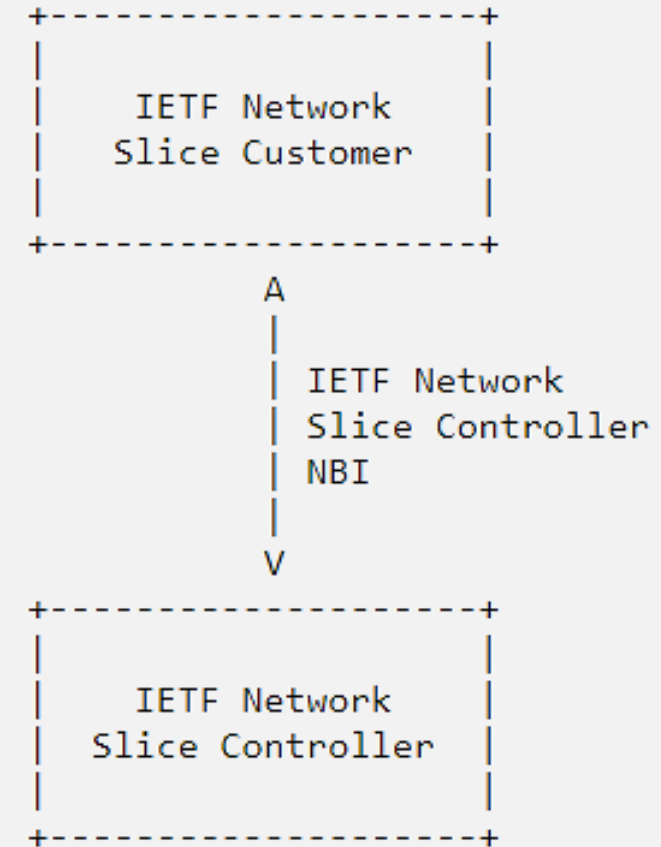 +--------------------+
|                    |
|    IETF Network    |
|   Slice Customer   |
|                    |
+--------------------+
           A
           |
           | IETF Network
           | Slice Controller
           | NBI
           |
           V
+--------------------+
|                    |
|    IETF Network    |
|  Slice Controller  |
|                    |
+--------------------+